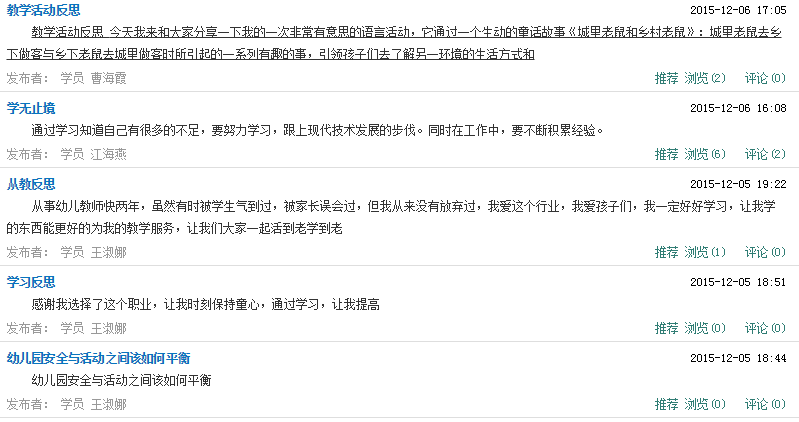 教学活动反思 2015-12-06 17:05
教学活动反思 今天我来和大家分享一下我的一次非常有意思的语言活动，它通过一个生动的童话故事《城里老鼠和乡村老鼠》：城里老鼠去乡
下做客与乡下老鼠去城里做客时所引起的一系列有趣的事，引领孩子们去了解另一环境的生活方式和
发布者： 学员 曹海霞 推荐 浏览(2) 评论(0)
学无止境 2015-12-06 16:08
通过学习知道自己有很多的不足，要努力学习，跟上现代技术发展的步伐。同时在工作中，要不断积累经验。
发布者： 学员 江海燕 推荐 浏览(6) 评论(2)
从教反思 2015-12-05 19:22
从事幼儿教师快两年，虽然有时被学生气到过，被家长误会过，但我从来没有放弃过，我爱这个行业，我爱孩子们，我一定好好学习，让我学
的东西能更好的为我的教学服务，让我们大家一起活到老学到老
发布者： 学员 王淑娜 推荐 浏览(1) 评论(0)
学习反思 2015-12-05 18:51
感谢我选择了这个职业，让我时刻保持童心，通过学习，让我提高
发布者： 学员 王淑娜 推荐 浏览(0) 评论(0)
幼儿园安全与活动之间该如何平衡 2015-12-05 18:44
幼儿园安全与活动之间该如何平衡
发布者： 学员 王淑娜 推荐 浏览(0) 评论(0)